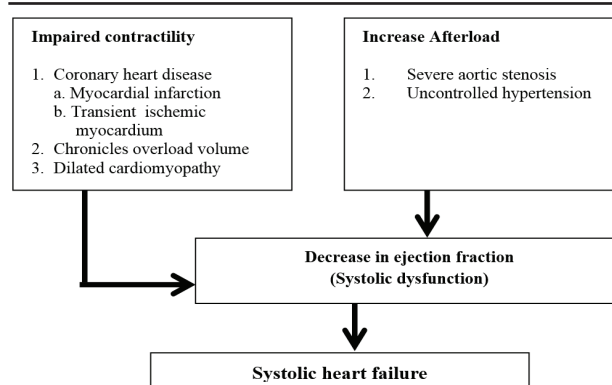 Impaired contractility
1. Coronary heart disease
a. Myocardial infarction
b. Transient ischemic
myocardium
2. Chronicles overload volume
3. Dilated cardiomyopathy
Increase Afterload
1. Severe aortic stenosis
2. Uncontrolled hypertension
Decrease in ejection fraction
(Systolic dysfunction)
Systolic heart failure